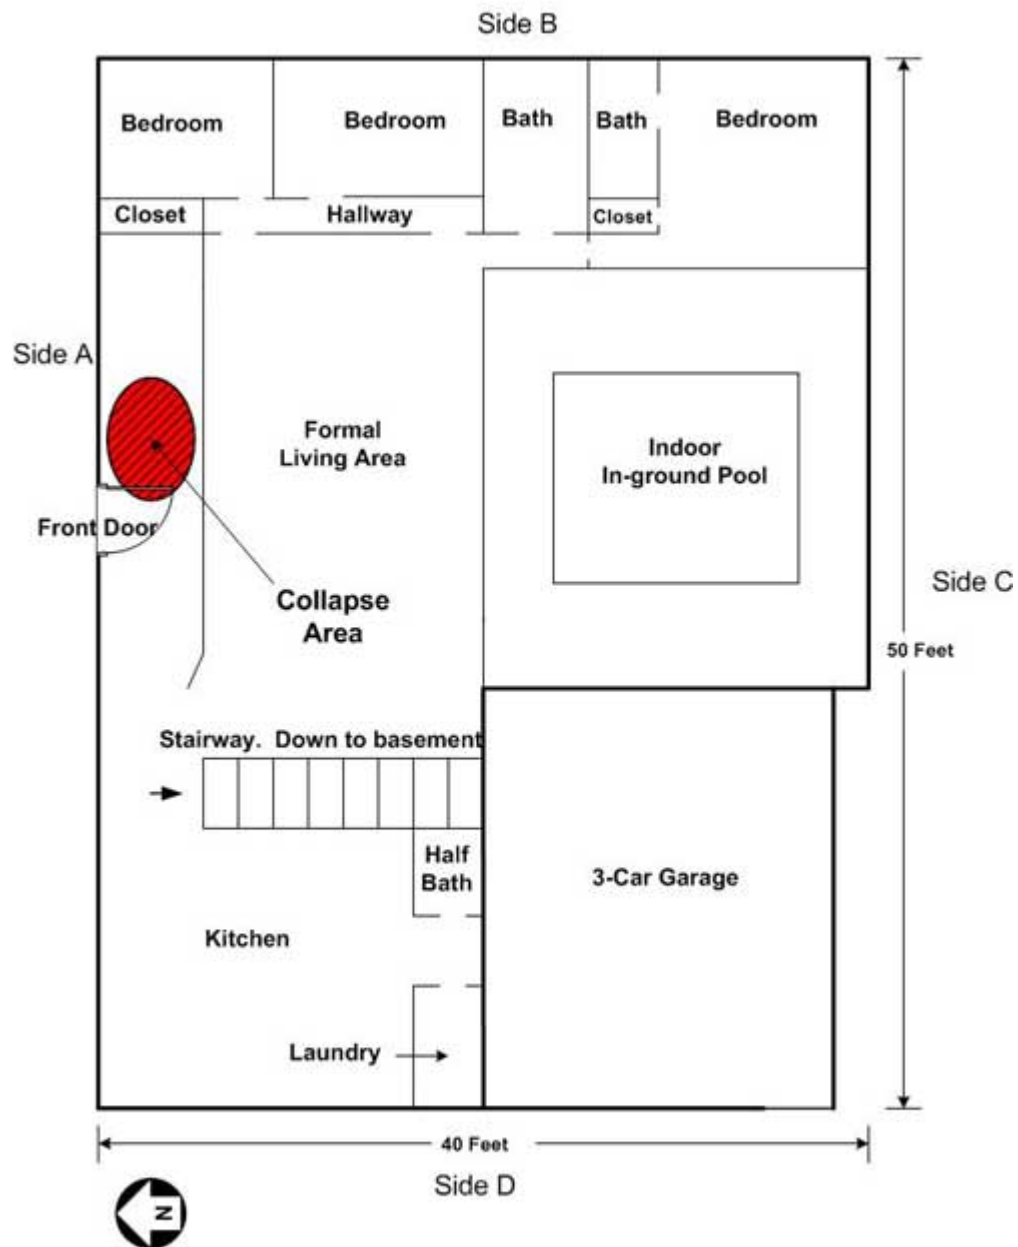 Side B
Bedroom
Bedroom
Bath
Bath
Bedroom
Closet
Hallway
Closet
Side A
Formal
Living Area
Indoor
In-ground Pool
Front Door
Collapse
Area
Side C
50 Feet
Stairway.  Down to basement
Half
Bath
3-Car Garage
Kitchen
Laundry
40 Feet
Side D
N